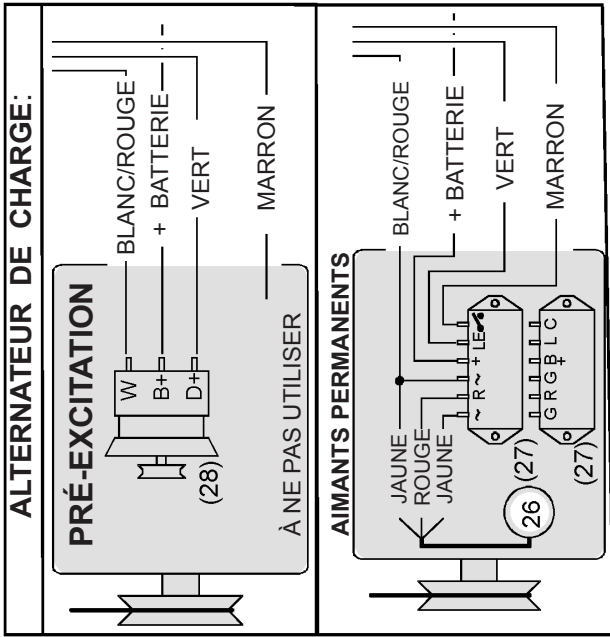 ALTERNATEUR DE CHARGE:
PRÉ-EXCITATION
W
B+
D+
(28)
BLANC/ROUGE
+ BATTERIE
VERT
MARRON
À NE PAS UTILISER
AIMANTS PERMANENTS
JAUNE
ROUGE
JAUNE
26
~ R ~ + LE
(27)
G R G B L C
+
(27)
BLANC/ROUGE
+ BATTERIE
VERT
MARRON